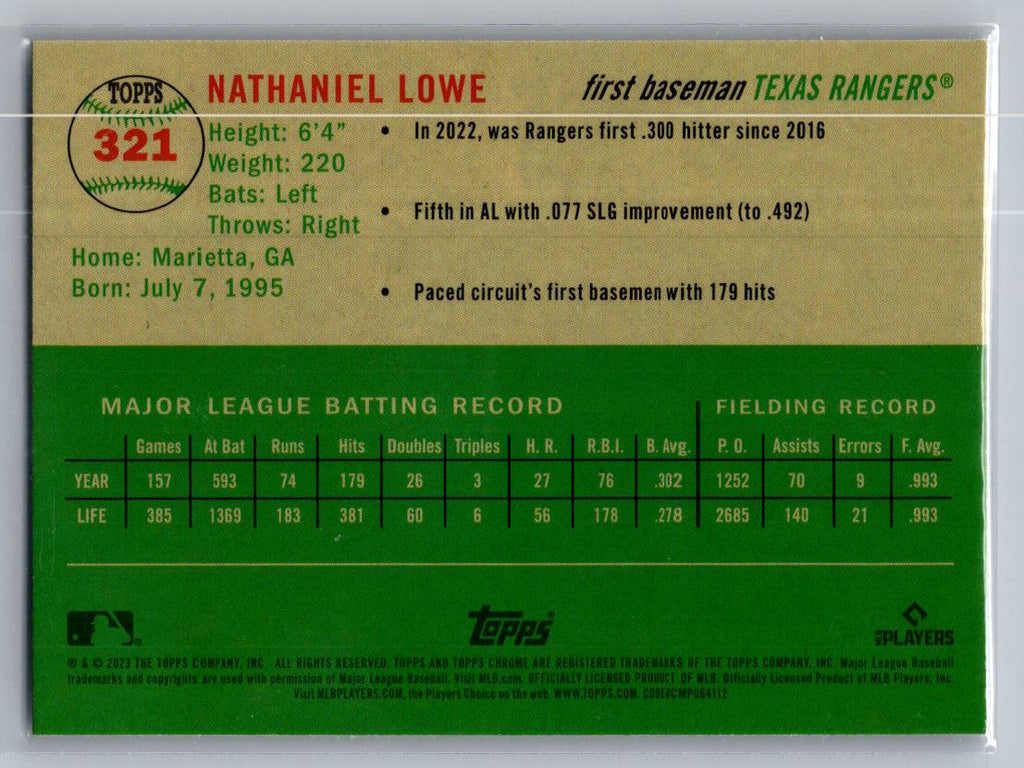 TOPPS
321
NATHANIEL LOWE
first baseman TEXAS RANGERS®
Height: 6'4"
Weight: 220
Bats: Left
Throws: Right
Home: Marietta, GA
Born: July 7, 1995
• In 2022, was Rangers first .300 hitter since 2016
• Fifth in AL with .077 SLG improvement (to .492)
• Paced circuit's first basemen with 179 hits
MAJOR LEAGUE BATTING RECORD FIELDING RECORD
Games At Bat Runs Hits Doubles Triples H. R. R.B.I. B. Avg. P. O. Assists Errors F. Avg.
YEAR 157 593 74 179 26 3 27 76 .302 1252 70 9 .993
LIFE 385 1369 183 381 60 6 56 178 .278 2685 140 21 .993
Topps®
MLB PLAYERS
® & © 2023 THE TOPPS COMPANY, INC. ALL RIGHTS RESERVED. TOPPS AND TOPPS CHROME ARE REGISTERED TRADEMARKS OF THE TOPPS COMPANY, INC. Major League Baseball
trademarks and copyrights are used with permission of Major League Baseball. Visit MLB.com. OFFICIALLY LICENSED PRODUCT OF MLB. Officially Licensed Product of MLB Players, Inc.
Visit MLBPLAYERS.COM, the Players Choice on the web. WWW.TOPPS.COM CODE#CMP084112